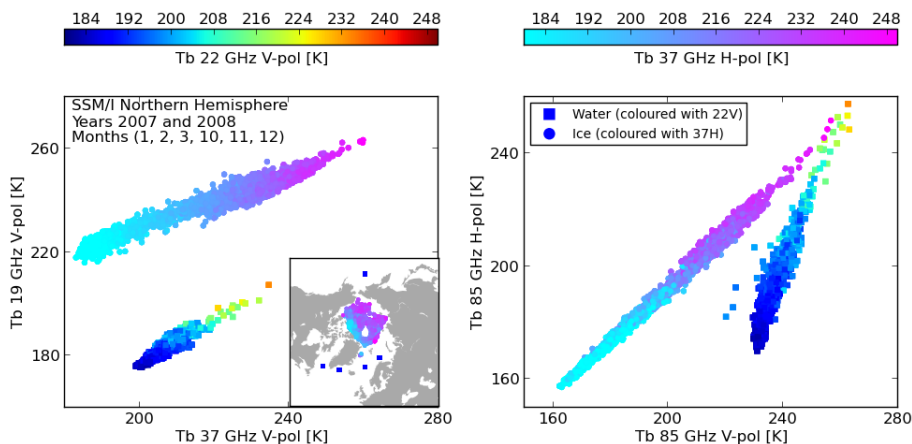 184 192 200 208 216 224 232 240 248
Tb 22 GHz V-pol [K]
184 192 200 208 216 224 232 240 248
Tb 37 GHz H-pol [K]
SSM/I Northern Hemisphere
Years 2007 and 2008
Months (1, 2, 3, 10, 11, 12)
260
220
180
Tb 19 GHz V-pol [K]
200 240 280
Tb 37 GHz V-pol [K]
Water (coloured with 22V)
Ice (coloured with 37H)
280
240
200
160
Tb 85 GHz H-pol [K]
160 200 240 280
Tb 85 GHz V-pol [K]